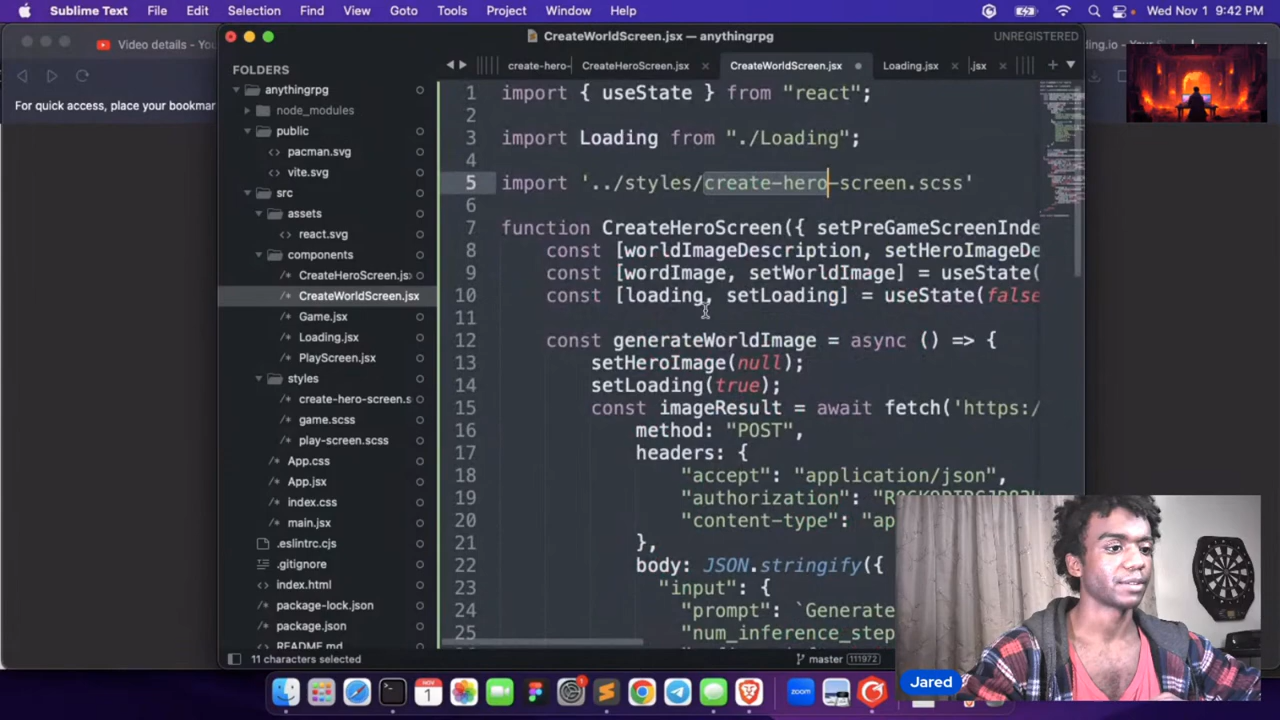 Sublime Text File Edit Selection Find View Goto Tools Project Window Help Wed Nov 1 9:42 PM
Video details - You
CreateWorldScreen.jsx — anythingrpg
UNREGISTERED
ding.io - Your
For quick access, place your bookmar
FOLDERS
anythingrpg
node_modules
public
pacman.svg
vite.svg
src
assets
react.svg
components
CreateHeroScreen.js
CreateWorldScreen.jsx
Game.jsx
Loading.jsx
PlayScreen.jsx
styles
create-hero-screen.s
game.scss
play-screen.scss
App.css
App.jsx
index.css
main.jsx
.eslintrc.cjs
.gitignore
index.html
package-lock.json
package.json
README.md
create-hero- CreateHeroScreen.jsx CreateWorldScreen.jsx Loading.jsx .jsx
1 import { useState } from "react";
2
3 import Loading from "./Loading";
4
5 import '../styles/create-hero-screen.scss'
6
7 function CreateHeroScreen({ setPreGameScreenInde
8 const [worldImageDescription, setHeroImageDe
9 const [wordImage, setWorldImage] = useState(
10 const [loading, setLoading] = useState(false
11
12 const generateWorldImage = async () => {
13 setHeroImage(null);
14 setLoading(true);
15 const imageResult = await fetch('https:/
16 method: "POST",
17 headers: {
18 "accept": "application/json",
19 "authorization":
20 "content-type": "ap
21 },
22 body: JSON.stringify({
23 "input": {
24 "prompt": `Generate
25 "num_inference_step
11 characters selected
master 111972
Jared